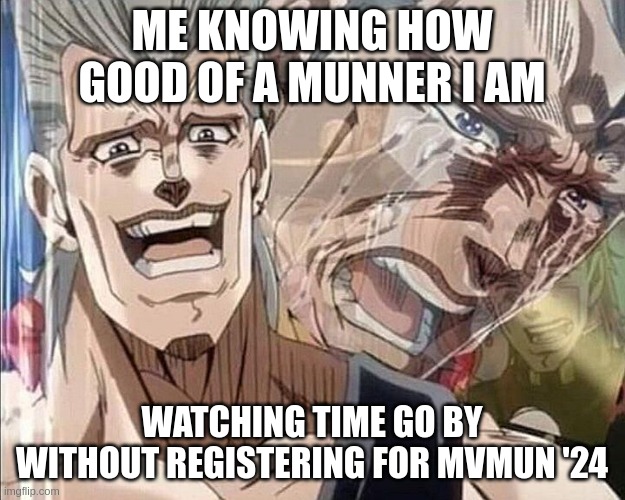 ME KNOWING HOW
GOOD OF A MUNNER I AM
WATCHING TIME GO BY
WITHOUT REGISTERING FOR MVMUN '24
imgflip.com